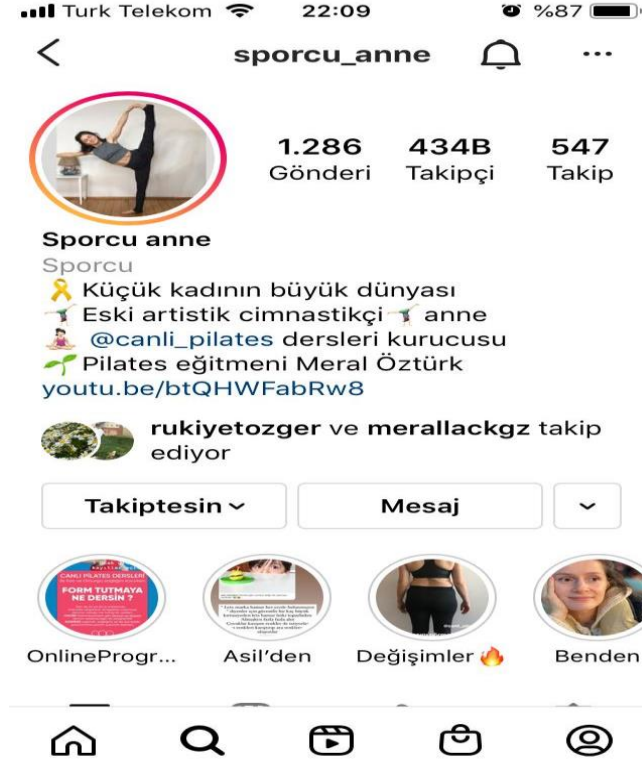 Turk Telekom 22:09 %87
sporcu_anne
1.286 434B 547
Gönderi Takipçi Takip
Sporcu anne
Sporcu
Küçük kadının büyük dünyası
Eski artistik cimnastikçi anne
@canli_pilates dersleri kurucusu
Pilates eğitmeni Meral Öztürk
youtu.be/btQHWFabRw8
rukiyetozger ve merallackgz takip
ediyor
Takiptesin Mesaj
CANLI PİLATES DERSLERİ
FORM TUTMAYA
NE DERSİN ?
OnlineProgr... Asil'den Değişimler Benden